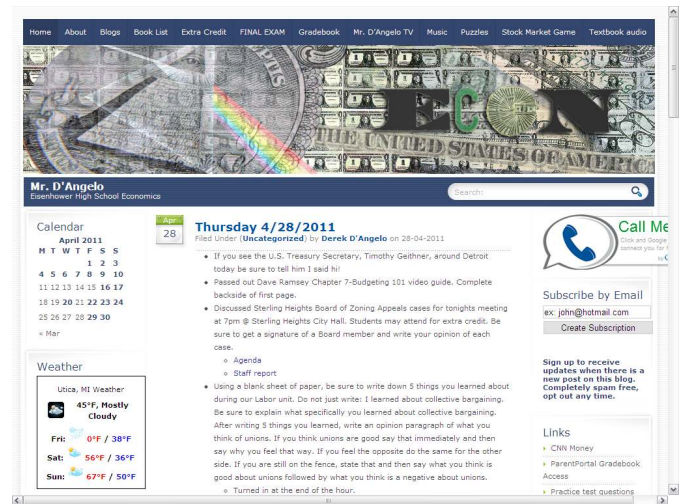 Home About Blogs Book List Extra Credit FINAL EXAM Gradebook Mr. D'Angelo TV Music Puzzles Stock Market Game Textbook audio
ECON
THE UNITED STATES OF AMERICA
Mr. D'Angelo
Eisenhower High School Economics
Search:
Calendar
April 2011
M T W T F S S
1 2 3
4 5 6 7 8 9 10
11 12 13 14 15 16 17
18 19 20 21 22 23 24
25 26 27 28 29 30
« Mar
Weather
Utica, MI Weather
45°F, Mostly
Cloudy
Fri: 0°F / 38°F
Sat: 56°F / 36°F
Sun: 67°F / 50°F
Apr
28
Thursday 4/28/2011
Filed Under (Uncategorized) by Derek D'Angelo on 28-04-2011
If you see the U.S. Treasury Secretary, Timothy Geithner, around Detroit
today be sure to tell him I said hi!
Passed out Dave Ramsey Chapter 7-Budgeting 101 video guide. Complete
backside of first page.
Discussed Sterling Heights Board of Zoning Appeals cases for tonights meeting
at 7pm @ Sterling Heights City Hall. Students may attend for extra credit. Be
sure to get a signature of a Board member and write your opinion of each
case.
Agenda
Staff report
Using a blank sheet of paper, be sure to write down 5 things you learned about
during our Labor unit. Do not just write: I learned about collective bargaining.
Be sure to explain what specifically you learned about collective bargaining.
After writing 5 things you learned, write an opinion paragraph of what you
think of unions. If you think unions are good say that immediately and then
say why you feel that way. If you feel the opposite do the same for the other
side. If you are still on the fence, state that and then say what you think is
good about unions followed by what you think is a negative about unions.
Turned in at the end of the hour.
Call Me
Click and Google
connect you for f
Subscribe by Email
ex: john@hotmail.com
Create Subscription
Sign up to receive
updates when there is a
new post on this blog.
Completely spam free,
opt out any time.
Links
CNN Money
ParentPortal Gradebook
Access
Practice test questions